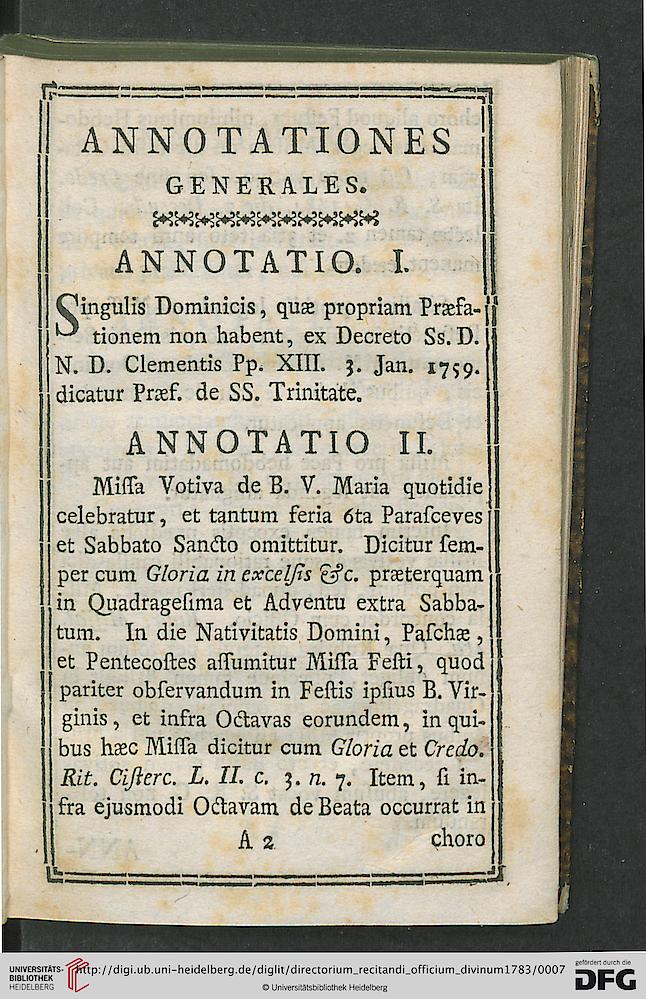 ANNOTATIONES
GENERALES.
ANNOTATIO. I.
Singulis Dominicis, quæ propriam Præfa-
tionem non habent, ex Decreto Ss. D.
N. D. Clementis Pp. XIII. 3. Jan. 1759.
dicatur Præf. de SS. Trinitate.
ANNOTATIO II.
Miſſa Votiva de B. V. Maria quotidie
celebratur, et tantum feria 6ta Paraſceves
et Sabbato Sancto omittitur. Dicitur ſem-
per cum Gloria in excelſis &c. præterquam
in Quadrageſima et Adventu extra Sabba-
tum. In die Nativitatis Domini, Paſchæ,
et Pentecoſtes aſſumitur Miſſa Feſti, quod
pariter obſervandum in Feſtis ipſius B. Vir-
ginis, et infra Octavas eorundem, in qui-
bus hæc Miſſa dicitur cum Gloria et Credo.
Rit. Ciſterc. L. II. c. 3. n. 7. Item, ſi in-
fra ejusmodi Octavam de Beata occurrat in
A 2 choro
UNIVERSITÄTS-
BIBLIOTHEK
HEIDELBERG
http://digi.ub.uni-heidelberg.de/diglit/directorium_recitandi_officium_divinum1783/0007
© Universitätsbibliothek Heidelberg
gefördert durch die
DFG